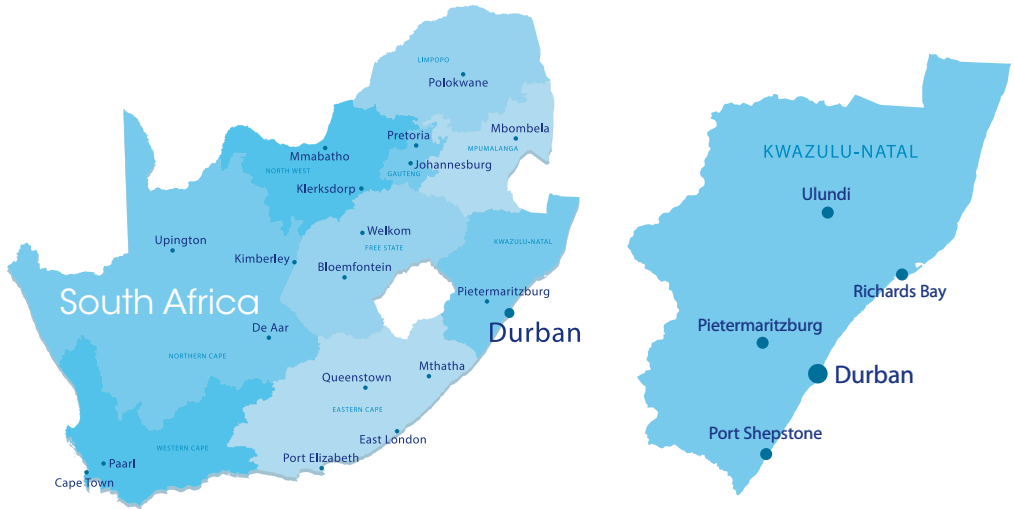 LIMPOPO
Polokwane
Mbombela
Pretoria
MPUMALANGA
Mmabatho
Johannesburg
NORTH WEST
GAUTENG
Klerksdorp
Welkom
Upington
FREE STATE
KWAZULU-NATAL
Kimberley
Bloemfontein
South Africa
Pietermaritzburg
De Aar
Durban
NORTHERN CAPE
Mthatha
Queenstown
EASTERN CAPE
East London
WESTERN CAPE
Port Elizabeth
Paarl
Cape Town
KWAZULU-NATAL
Ulundi
Richards Bay
Pietermaritzburg
Durban
Port Shepstone